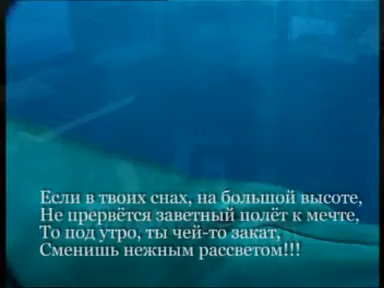 Если в твоих снах, на большой высоте,
Не прервётся заветный полёт к мечте,
То под утро, ты чей-то закат,
Сменишь нежным рассветом!!!